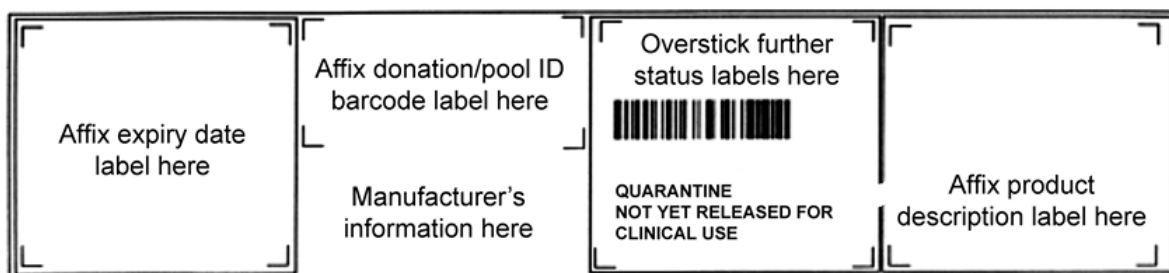 Affix expiry date
label here
Affix donation/pool ID
barcode label here
Manufacturer’s
information here
Overstick further
status labels here
QUARANTINE
NOT YET RELEASED FOR
CLINICAL USE
Affix product
description label here